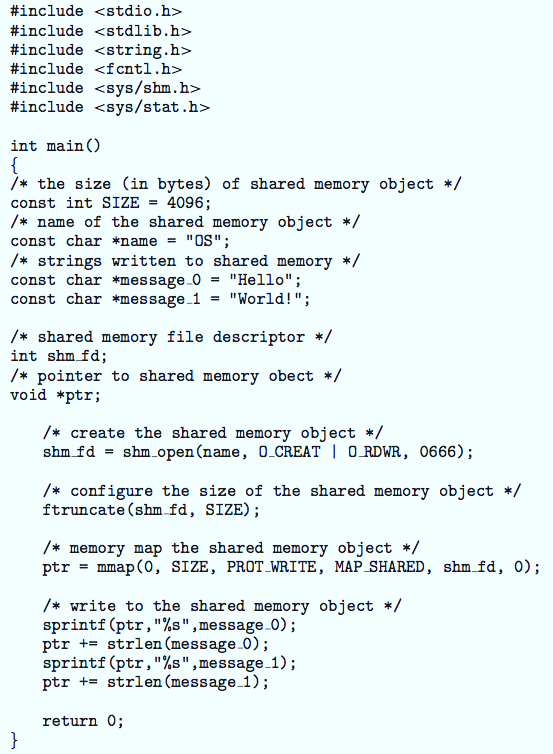 #include <stdio.h>
#include <stdlib.h>
#include <string.h>
#include <fcntl.h>
#include <sys/shm.h>
#include <sys/stat.h>
int main()
{
/* the size (in bytes) of shared memory object */
const int SIZE = 4096;
/* name of the shared memory object */
const char *name = "OS";
/* strings written to shared memory */
const char *message_0 = "Hello";
const char *message_1 = "World!";
/* shared memory file descriptor */
int shm_fd;
/* pointer to shared memory obect */
void *ptr;
/* create the shared memory object */
shm_fd = shm_open(name, O_CREAT | O_RDWR, 0666);
/* configure the size of the shared memory object */
ftruncate(shm_fd, SIZE);
/* memory map the shared memory object */
ptr = mmap(0, SIZE, PROT_WRITE, MAP_SHARED, shm_fd, 0);
/* write to the shared memory object */
sprintf(ptr,"%s",message_0);
ptr += strlen(message_0);
sprintf(ptr,"%s",message_1);
ptr += strlen(message_1);
return 0;
}